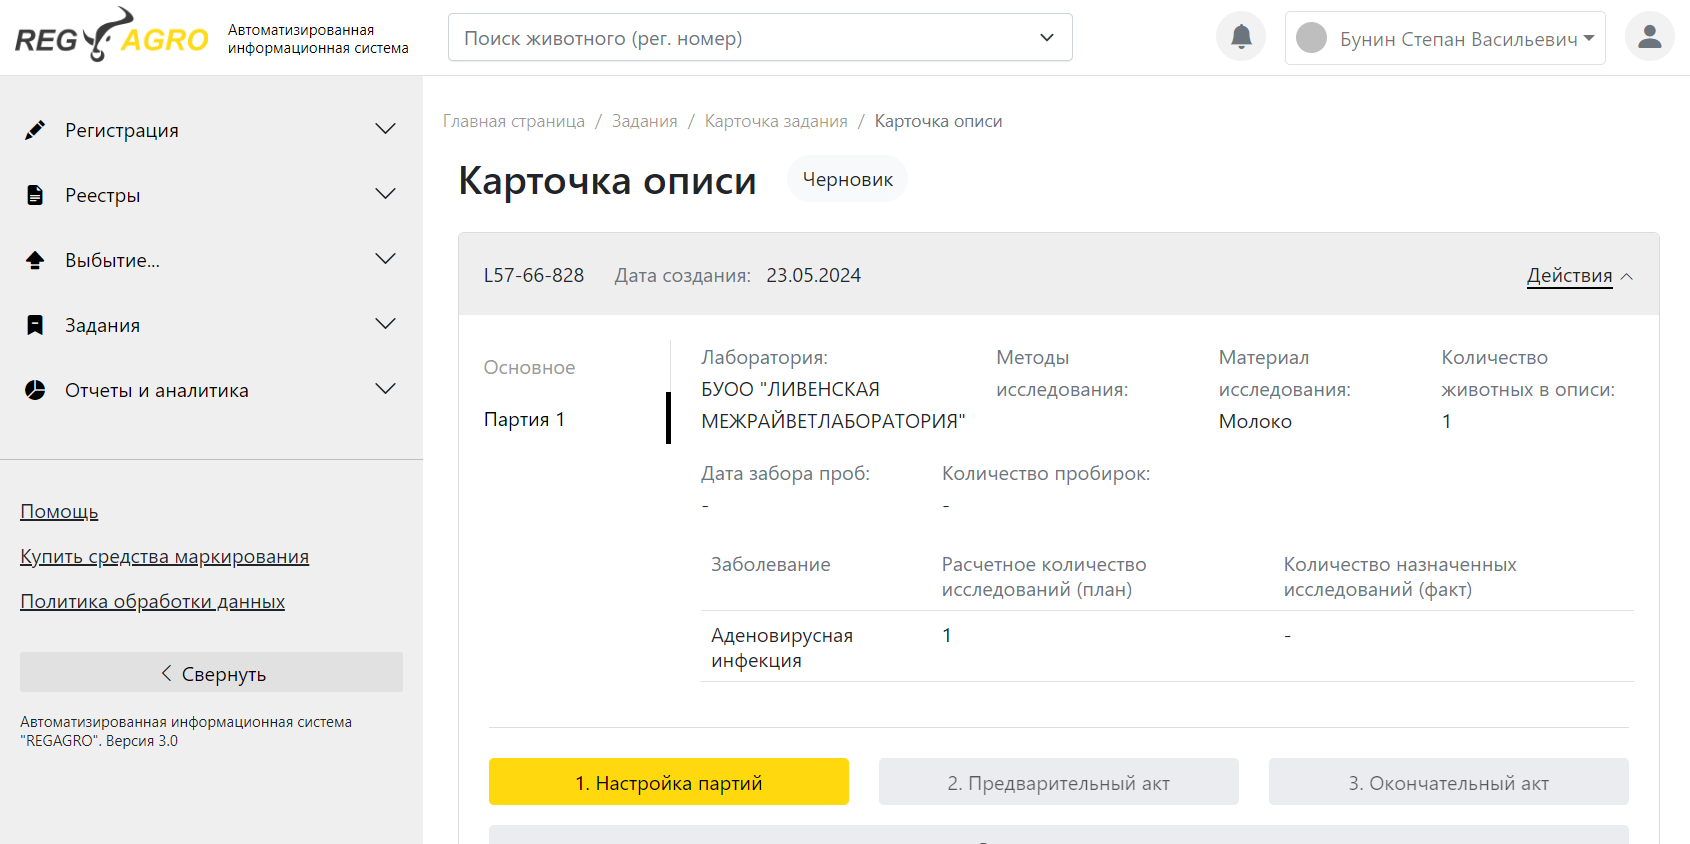 REG AGRO
Автоматизированная
информационная система
Поиск животного (рег. номер)
Бунин Степан Васильевич
Регистрация
Реестры
Выбытие...
Задания
Отчеты и аналитика
Помощь
Купить средства маркирования
Политика обработки данных
Свернуть
Автоматизированная информационная система
"REGAGRO". Версия 3.0
Главная страница / Задания / Карточка задания / Карточка описи
Карточка описи
Черновик
L57-66-828 Дата создания: 23.05.2024
Действия
Основное
Партия 1
Лаборатория:
БУОО "ЛИВЕНСКАЯ
МЕЖРАЙВЕТЛАБОРАТОРИЯ"
Методы
исследования:
Материал
исследования:
Молоко
Количество
животных в описи:
1
Дата забора проб:
-
Количество пробирок:
-
Заболевание
Расчетное количество
исследований (план)
Количество назначенных
исследований (факт)
Аденовирусная
инфекция
1
-
1. Настройка партий
2. Предварительный акт
3. Окончательный акт